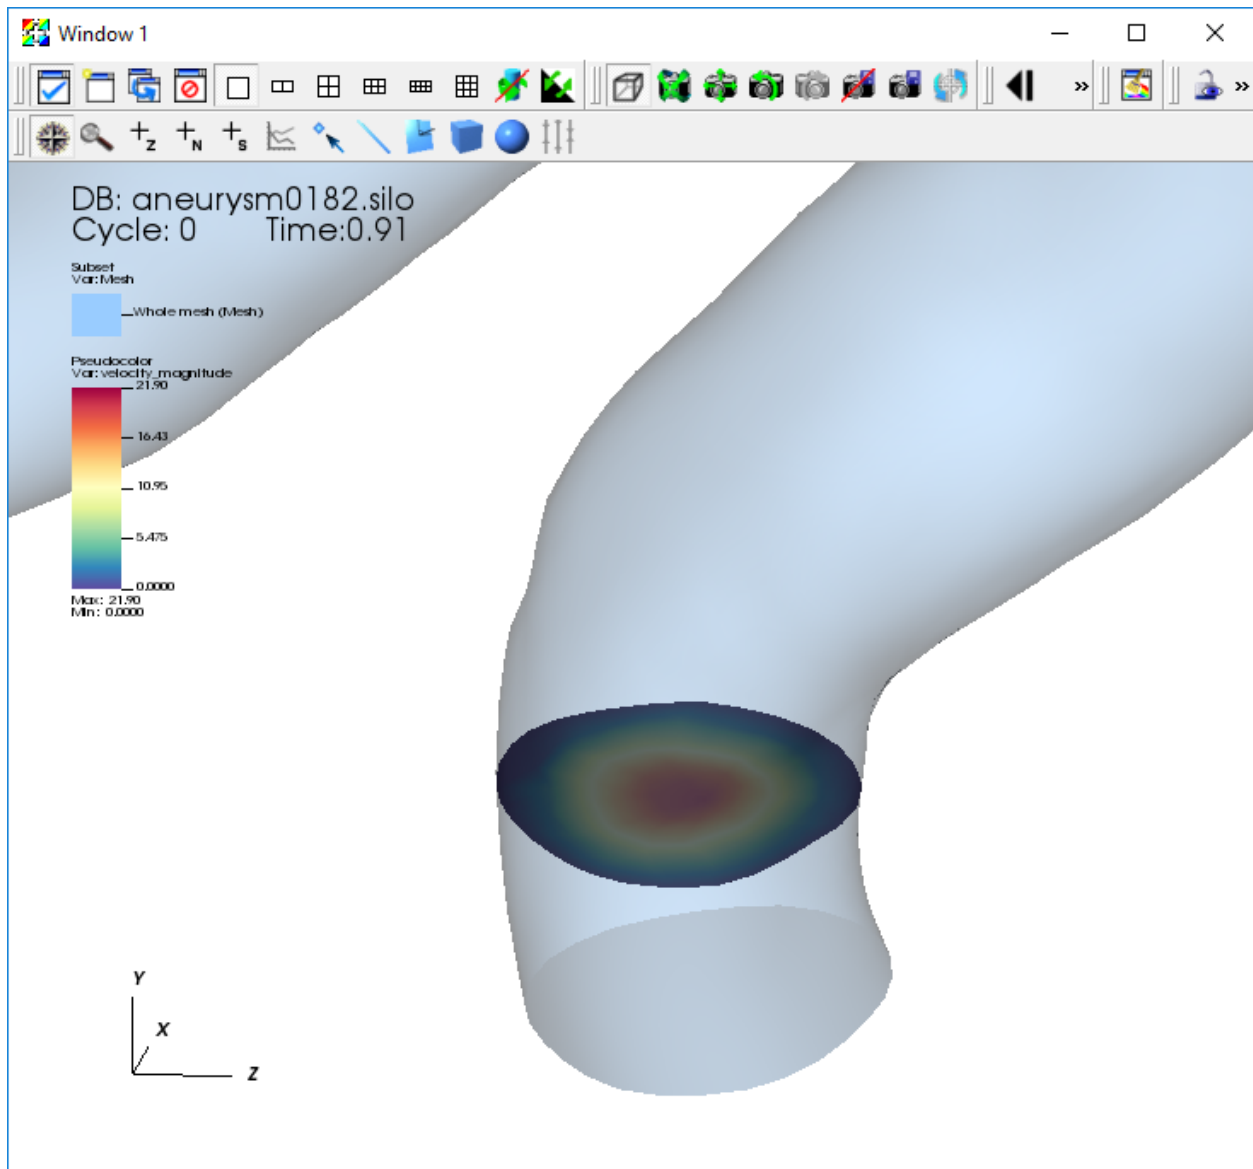 Window 1
Z
N
S
DB: aneurysm0182.silo
Cycle: 0 Time:0.91
Subset
Var: Mesh
Whole mesh (Mesh)
Pseudocolor
Var: velocity_magnitude
21.90
16.43
10.95
5.475
0.0000
Max: 21.90
Min: 0.0000
Y
X
Z